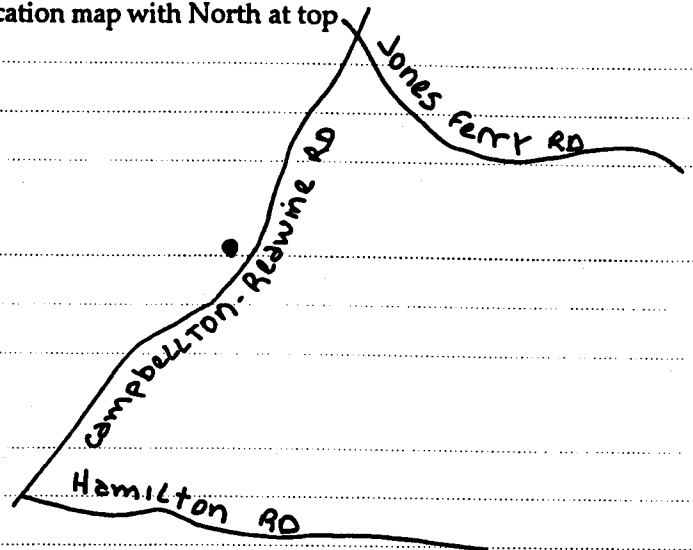 cation map with North at top
Jones Ferry RD
Campbellton-Redwine RD
Hamilton RD